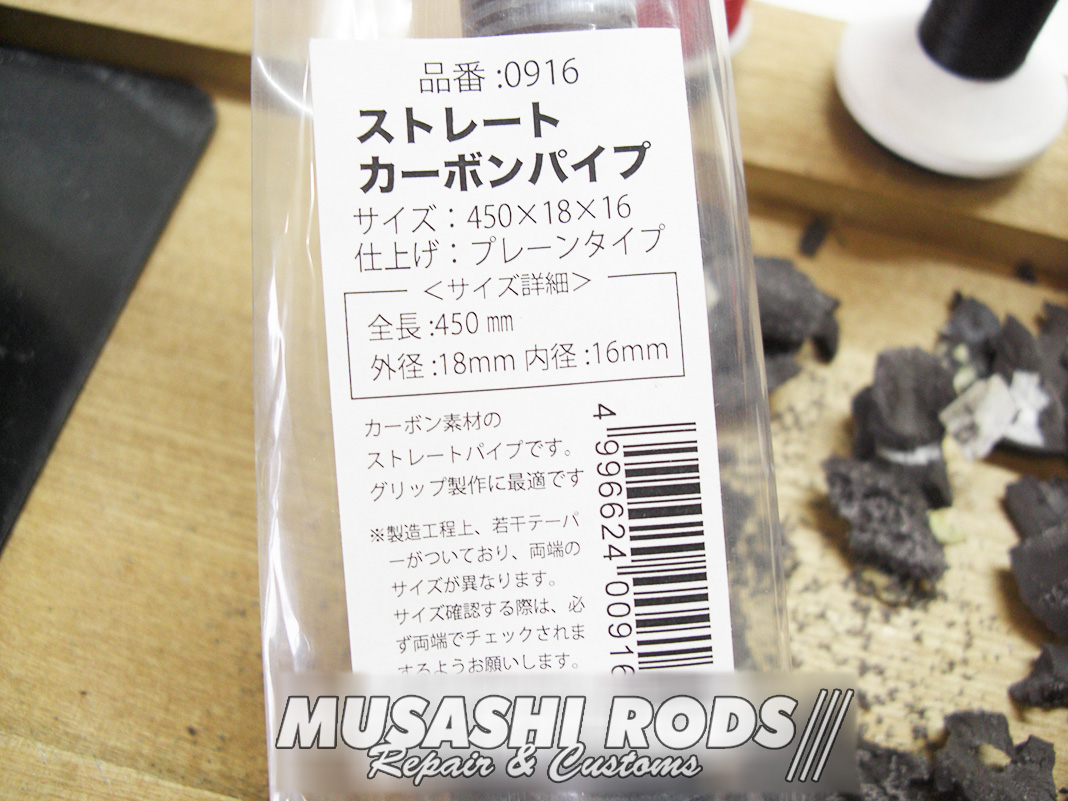 品番:0916
ストレート
カーボンパイプ
サイズ：450×18×16
仕上げ：プレーンタイプ
＜サイズ詳細＞
全長:450㎜
外径:18mm 内径:16mm
カーボン素材の
ストレートパイプです。
グリップ製作に最適です
※製造工程上、若干テーパ
ーがついており、両端の
サイズが異なります。
サイズ確認する際は、必
ず両端でチェックされま
するようお願いします。
4 996624 00916
MUSASHI RODS
Repair & Customs